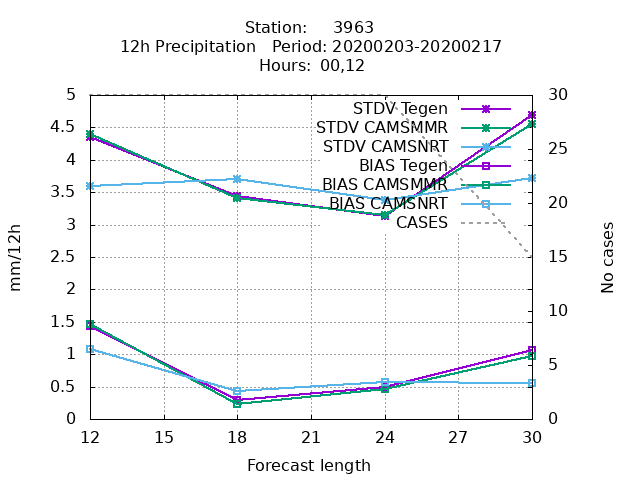 Station: 3963
12h Precipitation Period: 20200203-20200217
Hours: 00,12
5 30
STDV Tegen
4.5 STDV CAMSMMR
STDV CAMSNRT 25
4 BIAS Tegen
3.5 BIAS CAMSMMR
BIAS CAMSNRT 20
3 CASES
2.5 15
2
1.5 10
1
0.5 5
0 0
mm/12h
No cases
12 15 18 21 24 27 30
Forecast length